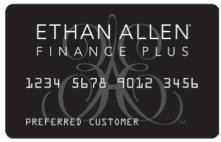 ETHAN ALLEN
FINANCE PLUS
1234 5678 9012 3456
PREFERRED CUSTOMER